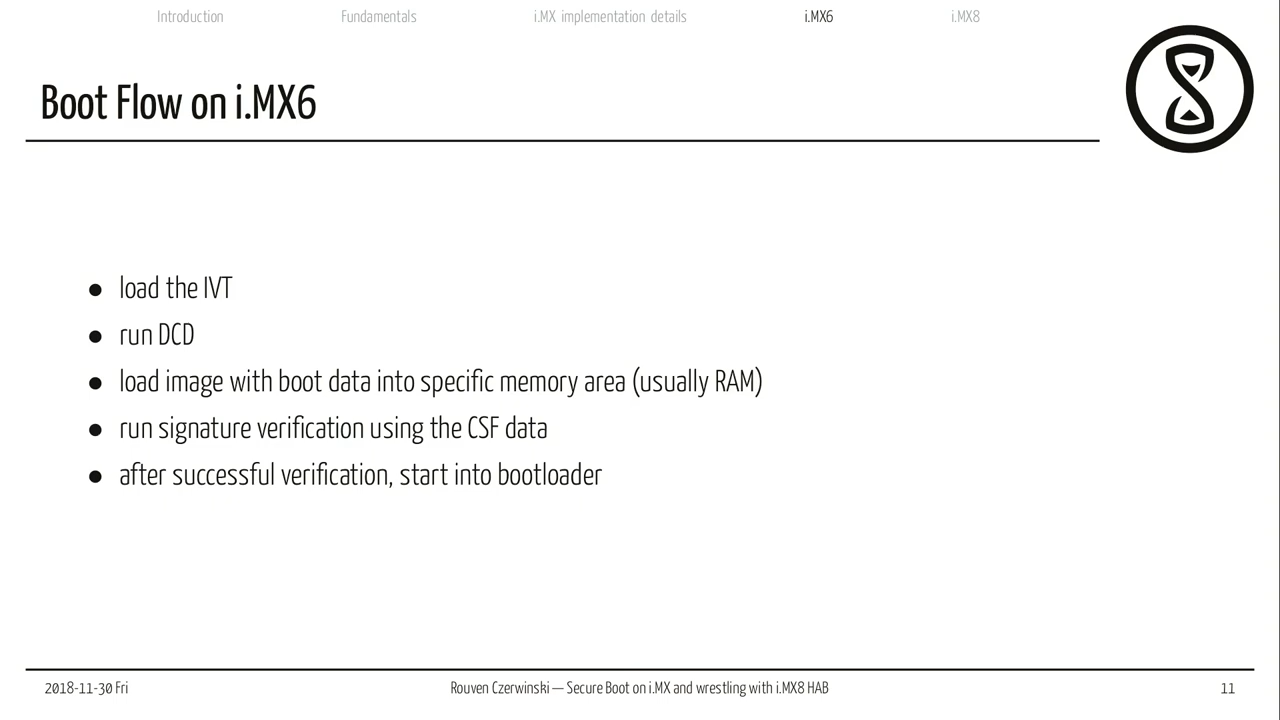 Introduction Fundamentals i.MX implementation details i.MX6 i.MX8
Boot Flow on i.MX6
● load the IVT
● run DCD
● load image with boot data into specific memory area (usually RAM)
● run signature verification using the CSF data
● after successful verification, start into bootloader
2018-11-30 Fri Rouven Czerwinski — Secure Boot on i.MX and wrestling with i.MX8 HAB 11